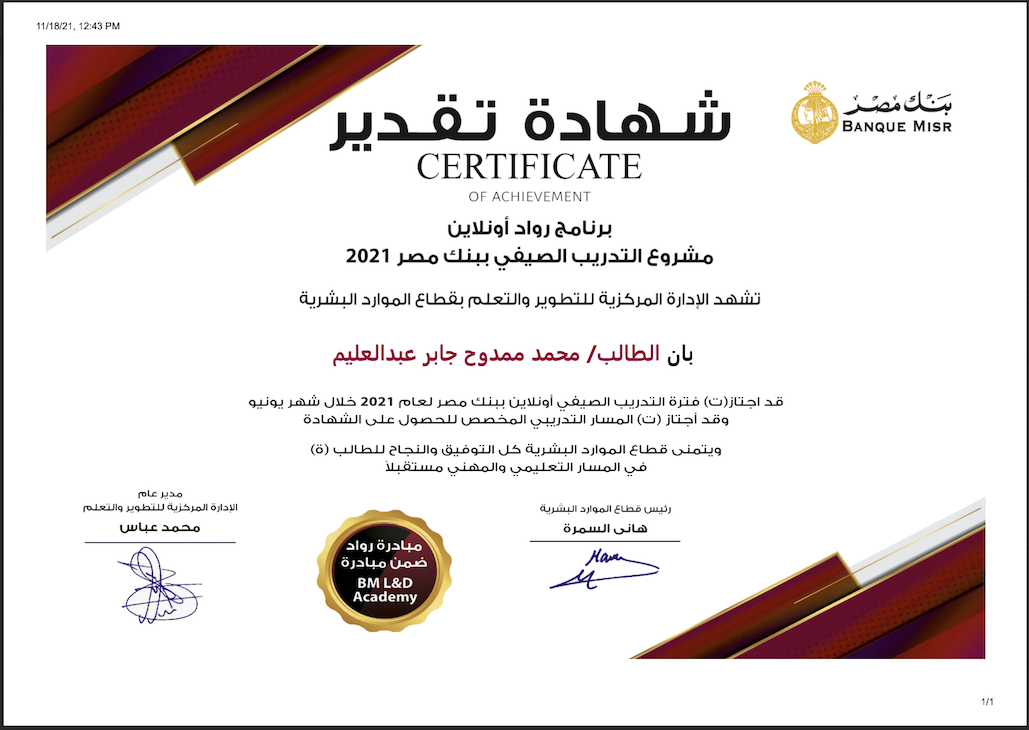 11/18/21, 12:43 PM
شهادة تقدير
CERTIFICATE
OF ACHIEVEMENT
بنك مصر
BANQUE MISR
برنامج رواد أونلاين
مشروع التدريب الصيفي ببنك مصر 2021
تشهد الإدارة المركزية للتطوير والتعلم بقطاع الموارد البشرية
بان الطالب/ محمد ممدوح جابر عبدالعليم
قد اجتاز(ت) فترة التدريب الصيفي أونلاين ببنك مصر لعام 2021 خلال شهر يونيو
وقد أجتاز (ت) المسار التدريبي المخصص للحصول على الشهادة
ويتمنى قطاع الموارد البشرية كل التوفيق والنجاح للطالب (ة)
في المسار التعليمي والمهني مستقبلاً
رئيس قطاع الموارد البشرية
هانى السمرة
مدير عام
الإدارة المركزية للتطوير والتعلم
محمد عباس
مبادرة رواد
ضمن مبادرة
BM L&D
Academy
1/1